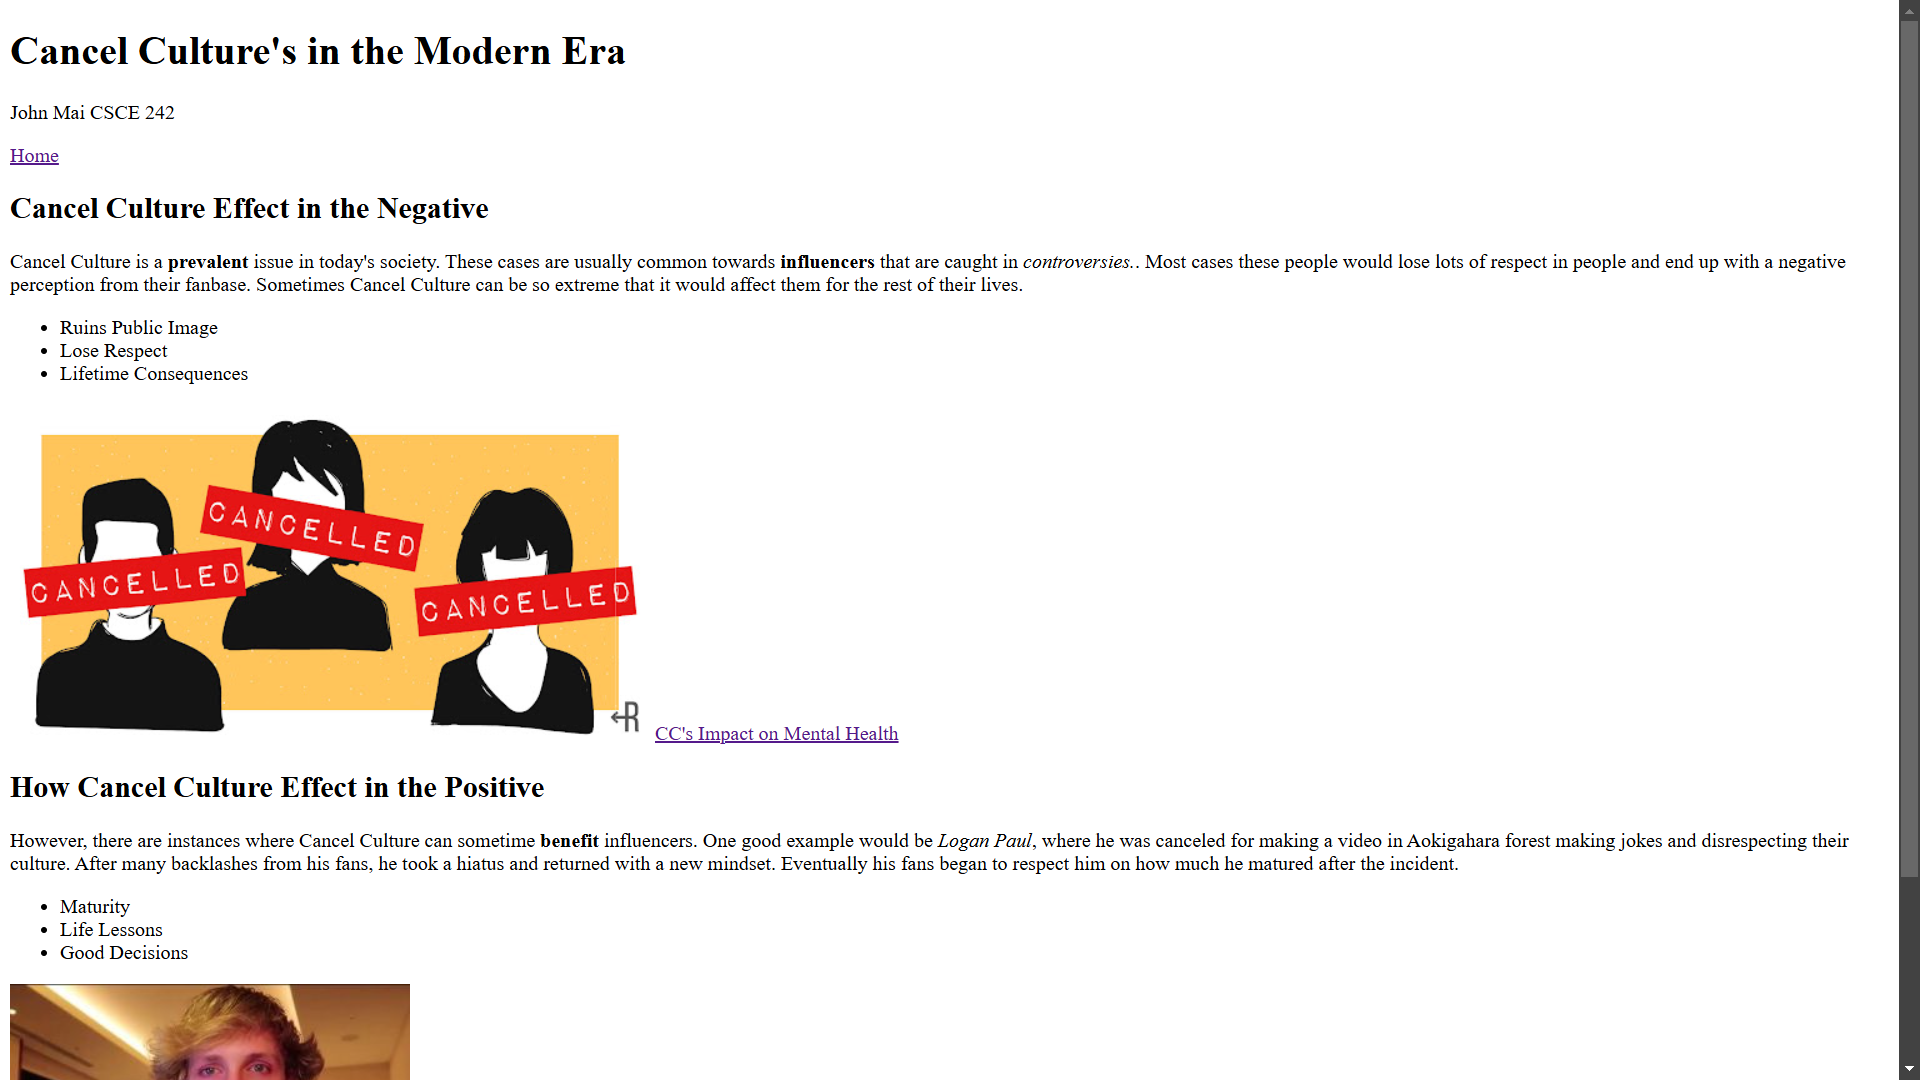 Cancel Culture's in the Modern Era
John Mai CSCE 242
Home
Cancel Culture Effect in the Negative
Cancel Culture is a prevalent issue in today's society. These cases are usually common towards influencers that are caught in controversies.. Most cases these people would lose lots of respect in people and end up with a negative
perception from their fanbase. Sometimes Cancel Culture can be so extreme that it would affect them for the rest of their lives.
Ruins Public Image
Lose Respect
Lifetime Consequences
CANCELLED
CANCELLED
CANCELLED
R
CC's Impact on Mental Health
How Cancel Culture Effect in the Positive
However, there are instances where Cancel Culture can sometime benefit influencers. One good example would be Logan Paul, where he was canceled for making a video in Aokigahara forest making jokes and disrespecting their
culture. After many backlashes from his fans, he took a hiatus and returned with a new mindset. Eventually his fans began to respect him on how much he matured after the incident.
Maturity
Life Lessons
Good Decisions